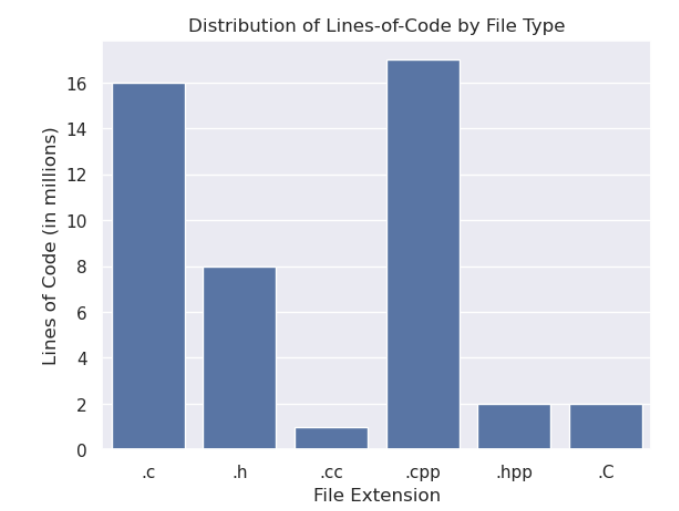 Distribution of Lines-of-Code by File Type
Lines of Code (in millions)
16
14
12
10
8
6
4
2
0
.c .h .cc .cpp .hpp .C
File Extension